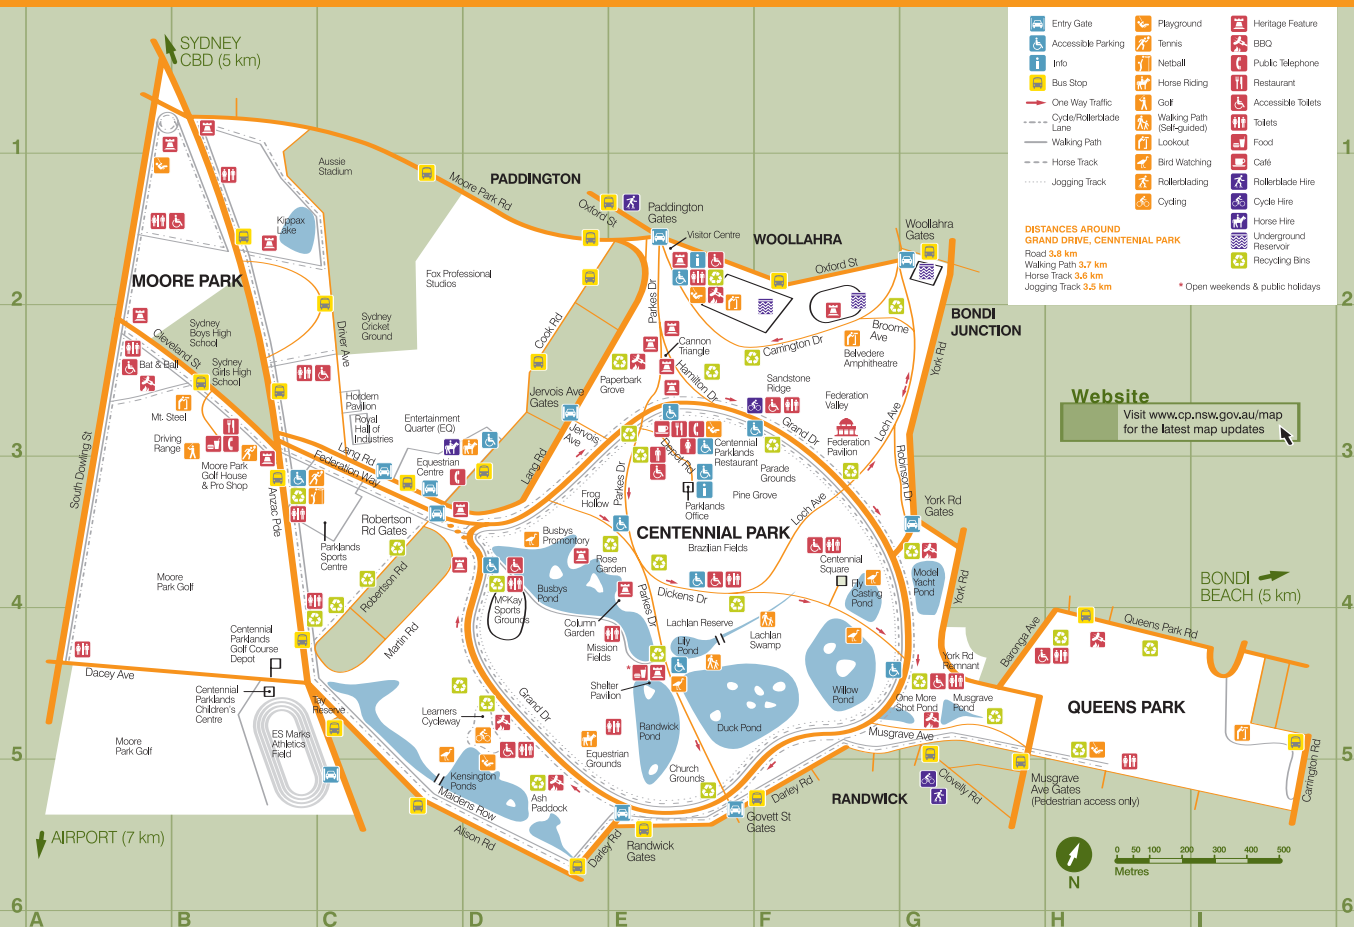 SYDNEY
CBD (5 km)
Entry Gate
Accessible Parking
Info
Bus Stop
One Way Traffic
Cycle/Rollerblade
Lane
Walking Path
Horse Track
Jogging Track
Playground
Tennis
Netball
Horse Riding
Golf
Walking Path
(Self-guided)
Lookout
Bird Watching
Rollerblading
Cycling
Heritage Feature
BBQ
Public Telephone
Restaurant
Accessible Toilets
Toilets
Food
Café
Rollerblade Hire
Cycle Hire
Horse Hire
Underground
Reservoir
Recycling Bins
DISTANCES AROUND
GRAND DRIVE, CENNTENIAL PARK
Road 3.8 km
Walking Path 3.7 km
Horse Track 3.6 km
Jogging Track 3.5 km
* Open weekends & public holidays
1
1
Aussie
Stadium
Moore Park Rd
PADDINGTON
Oxford St
Paddington
Gates
Visitor Centre
WOOLLAHRA
Oxford St
Woollahra
Gates
Kippax
Lake
MOORE PARK
Fox Professional
Studios
Parkes Dr
2
2
BONDI
JUNCTION
Sydney
Boys High
School
Sydney
Cricket
Ground
Driver Ave
Cook Rd
Cannon
Triangle
Carrington Dr
Broome
Ave
Belvedere
Amphitheatre
York Rd
Cleveland St
Bat & Ball
Sydney
Girls High
School
Paperbark
Grove
Hamilton Dr
Sandstone
Ridge
Website
Visit www.cp.nsw.gov.au/map
for the latest map updates
Mt. Steel
Hordern
Pavilion
Royal
Hall of
Industries
Entertainment
Quarter (EQ)
Jervois Ave
Gates
Jervois
Ave
Federation
Valley
Federation
Pavilion
Grand Dr
Loch Ave
3
3
South Dowling St
Driving
Range
Moore Park
Golf House
& Pro Shop
Lang Rd
Federation Way
Equestrian
Centre
Lang Rd
Depot Rd
Centennial
Parklands
Restaurant
Parade
Grounds
Pine Grove
Parklands
Office
Robinson Dr
Parkes Dr
Frog
Hollow
Loch Ave
York Rd
Gates
Anzac Pde
Robertson
Rd Gates
Parklands
Sports
Centre
Busbys
Promontory
Rose
Garden
CENTENNIAL PARK
Brazilian Fields
Centennial
Square
Fly
Casting
Pond
Model
Yacht
Pond
York Rd
BONDI
BEACH (5 km)
Moore
Park Golf
Robertson Rd
McKay
Sports
Grounds
Busbys
Pond
Column
Garden
Parkes Dr
Dickens Dr
Lachlan Reserve
4
4
Martin Rd
Centennial
Parklands
Golf Course
Depot
Mission
Fields
Lily
Pond
Lachlan
Swamp
Baronga Ave
Queens Park Rd
York Rd
Remnant
Dacey Ave
Centennial
Parklands
Children's
Centre
Tay
Reserve
*
Shelter
Pavilion
Grand Dr
Learners
Cycleway
Willow
Pond
One More
Shot Pond
Musgrave
Pond
QUEENS PARK
Moore
Park Golf
ES Marks
Athletics
Field
Randwick
Pond
Duck Pond
Musgrave Ave
5
5
Equestrian
Grounds
Church
Grounds
Kensington
Ponds
Maidens Row
Ash
Paddock
Darley Rd
RANDWICK
Clovelly Rd
Musgrave
Ave Gates
(Pedestrian access only)
Carrington Rd
Alison Rd
Darley Rd
Randwick
Gates
Govett St
Gates
AIRPORT (7 km)
N
0 50 100 200 300 400 500
Metres
6
6
A B C D E F G H I